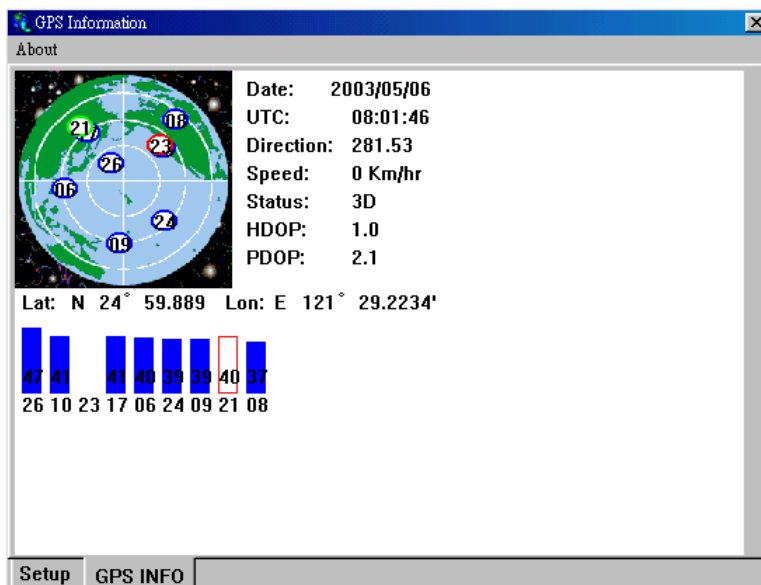 GPS Information
About
21
08
23
26
06
24
09
Date: 2003/05/06
UTC: 08:01:46
Direction: 281.53
Speed: 0 Km/hr
Status: 3D
HDOP: 1.0
PDOP: 2.1
Lat: N 24° 59.889 Lon: E 121° 29.2234'
47 41 41 40 39 39 40 37
26 10 23 17 06 24 09 21 08
Setup GPS INFO